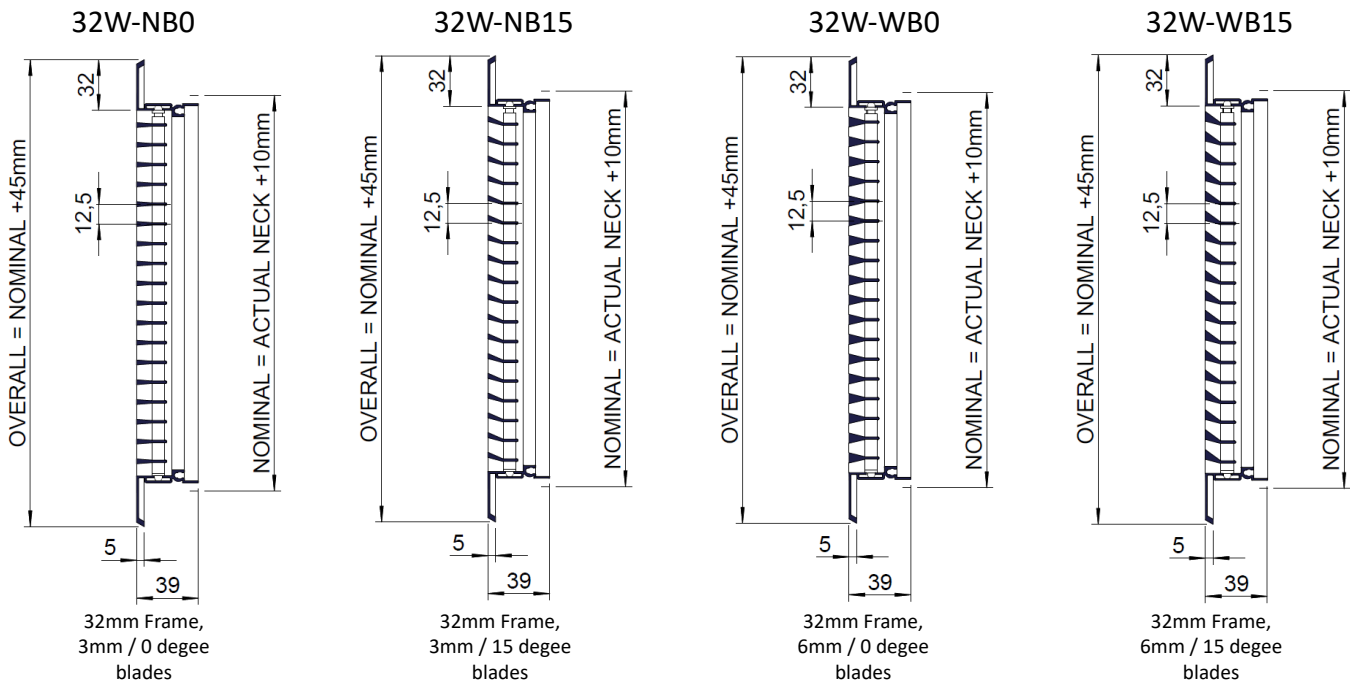 32W-NB0
32W-NB15
32W-WB0
32W-WB15
OVERALL = NOMINAL +45mm
32
12,5
NOMINAL = ACTUAL NECK +10mm
5
39
OVERALL = NOMINAL +45mm
32
12,5
NOMINAL = ACTUAL NECK +10mm
5
39
OVERALL = NOMINAL +45mm
32
12,5
NOMINAL = ACTUAL NECK +10mm
5
39
OVERALL = NOMINAL +45mm
32
12,5
NOMINAL = ACTUAL NECK +10mm
5
39
32mm Frame,
3mm / 0 degee
blades
32mm Frame,
3mm / 15 degee
blades
32mm Frame,
6mm / 0 degee
blades
32mm Frame,
6mm / 15 degee
blades